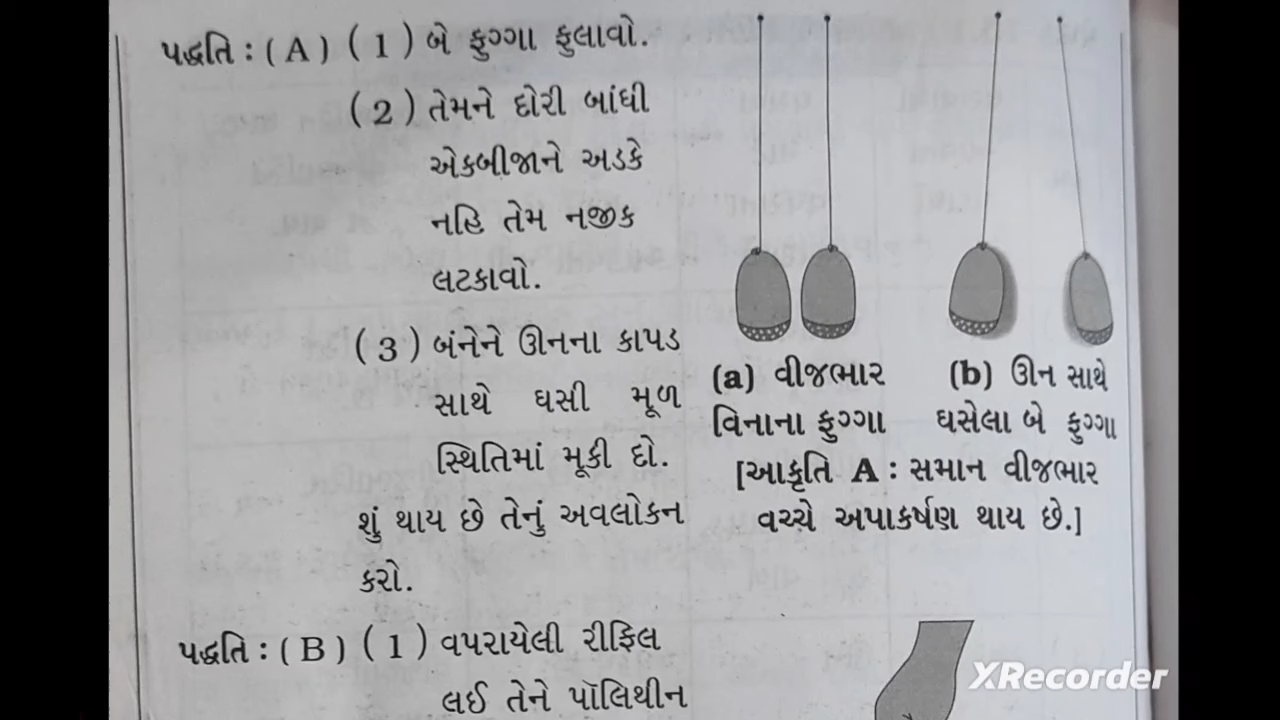 પદ્ધતિ : ( A ) ( 1 ) બે ફુગ્ગા ફુલાવો.
( 2 ) તેમને દોરી બાંધી
એકબીજાને અડકે
નહિ તેમ નજીક
લટકાવો.
( 3 ) બંનેને ઊનના કાપડ
સાથે ઘસી મૂળ
સ્થિતિમાં મૂકી દો.
શું થાય છે તેનું અવલોકન
કરો.
(a) વીજભાર
વિનાના ફુગ્ગા
(b) ઊન સાથે
ઘસેલા બે ફુગ્ગા
[આકૃતિ A : સમાન વીજભાર
વચ્ચે અપાકર્ષણ થાય છે.]
પદ્ધતિ : ( B ) ( 1 ) વપરાયેલી રીફિલ
લઈ તેને પૉલિથીન
XRecorder